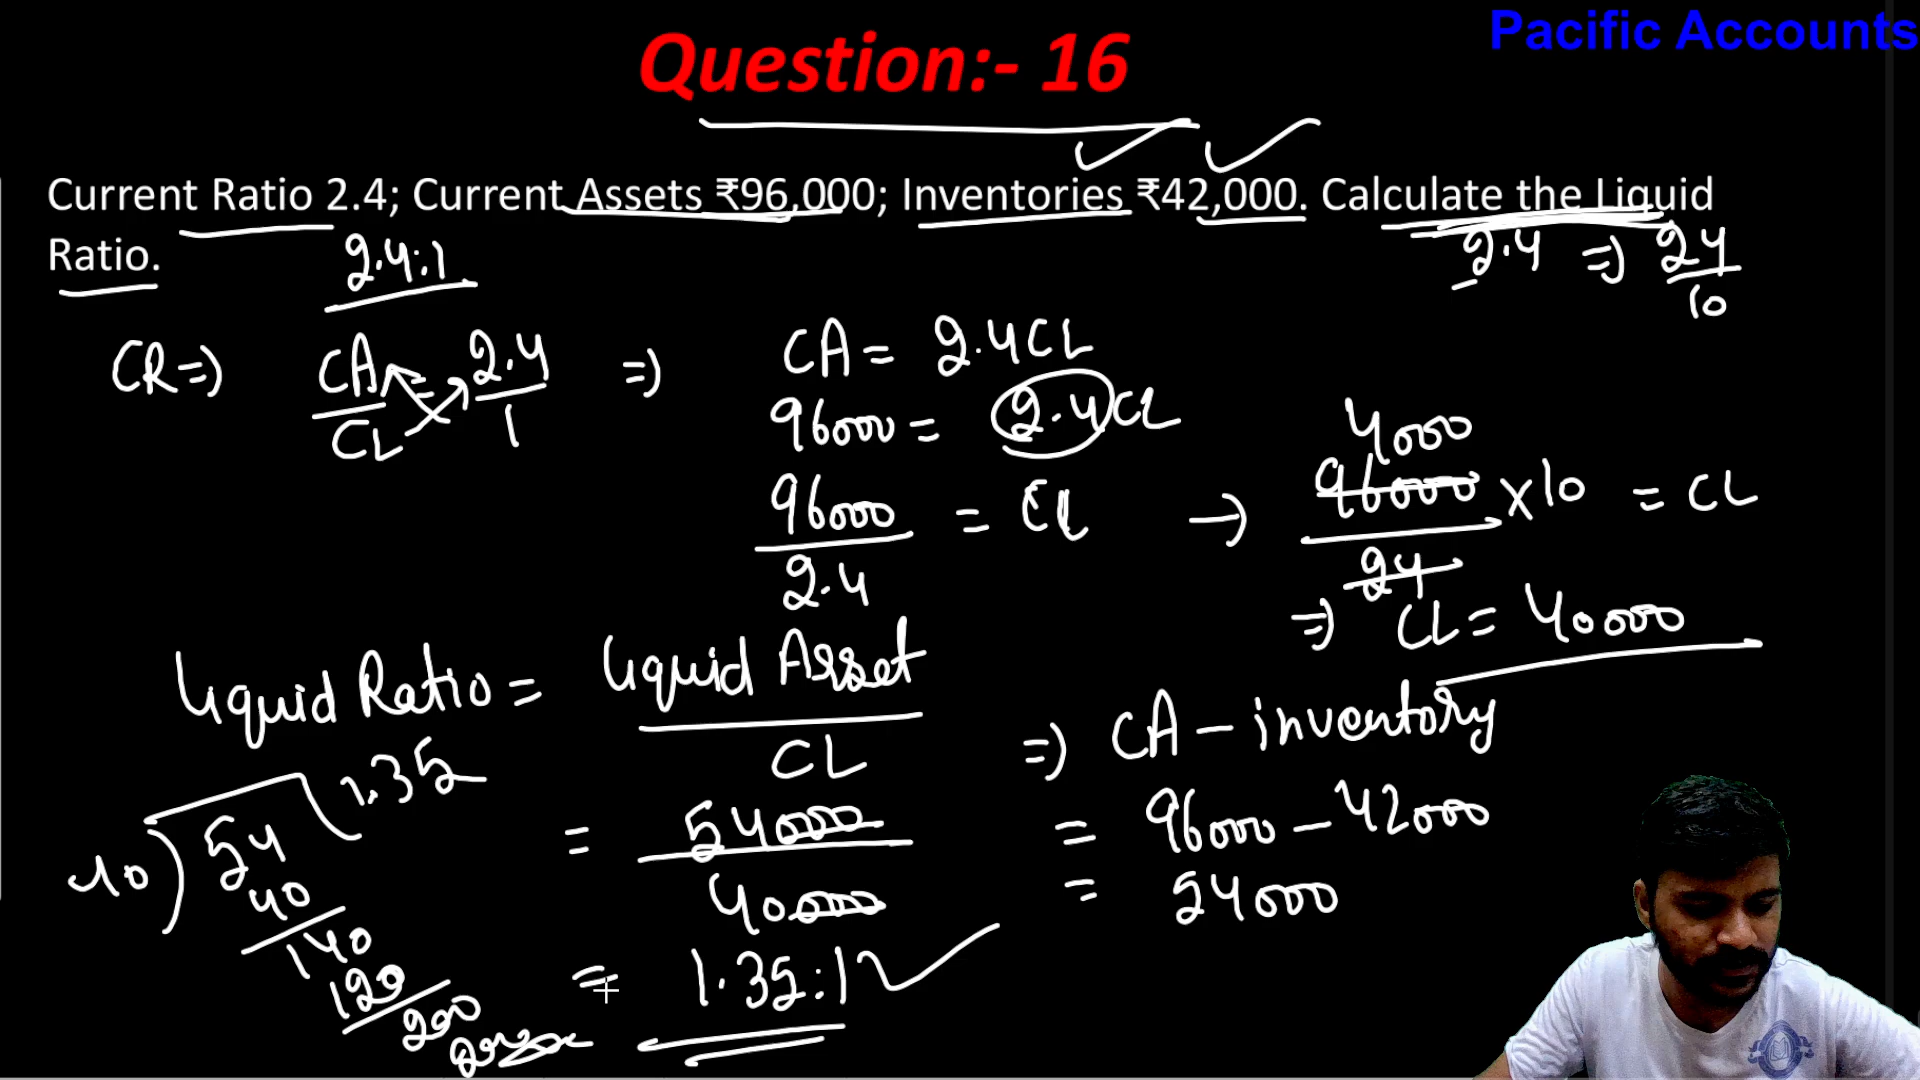 Pacific Accounts
Question:- 16
Current Ratio 2.4; Current Assets ₹96,000; Inventories ₹42,000. Calculate the Liquid
Ratio.
2.4:1
2.4 => 24/10
CR => CA/CL = 2.4/1 => CA = 2.4CL
96000 = 2.4CL
96000/2.4 = CL → 4000 96000/24 ×10 = CL
=> CL = 40000
Liquid Ratio = Liquid Asset/CL => CA - inventory
= 54000/40000 = 96000 - 42000
= 54000
= 1.35:1
40) 54 (1.35
40
140
120
200